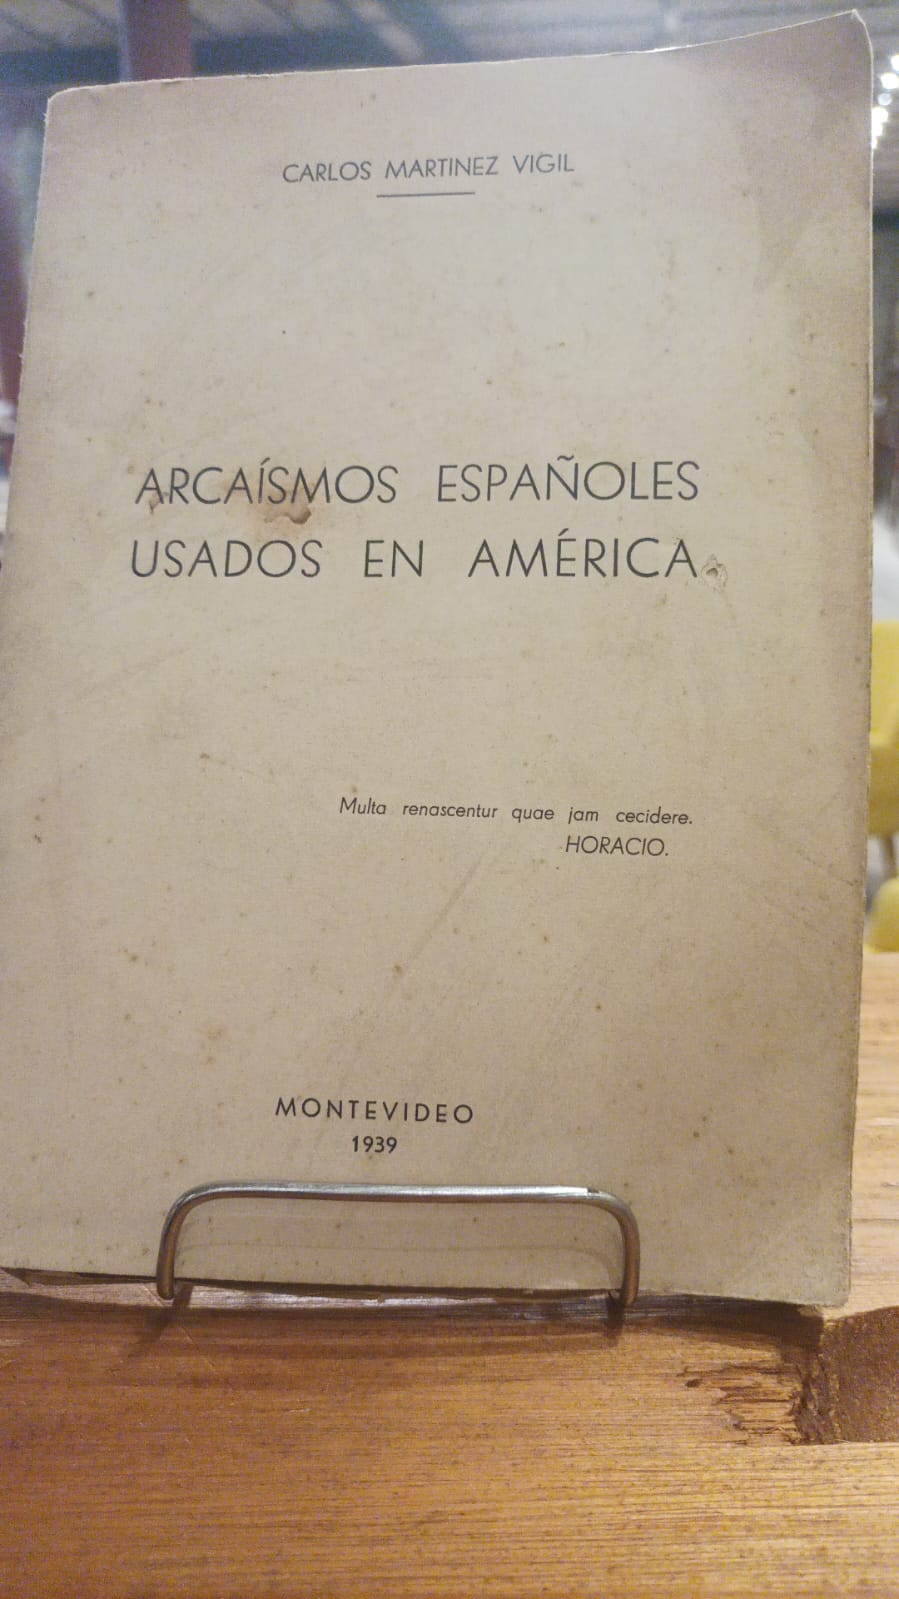 CARLOS MARTINEZ VIGIL
ARCAÍSMOS ESPAÑOLES
USADOS EN AMÉRICA
Multa renascentur quae jam cecidere.
HORACIO.
MONTEVIDEO
1939